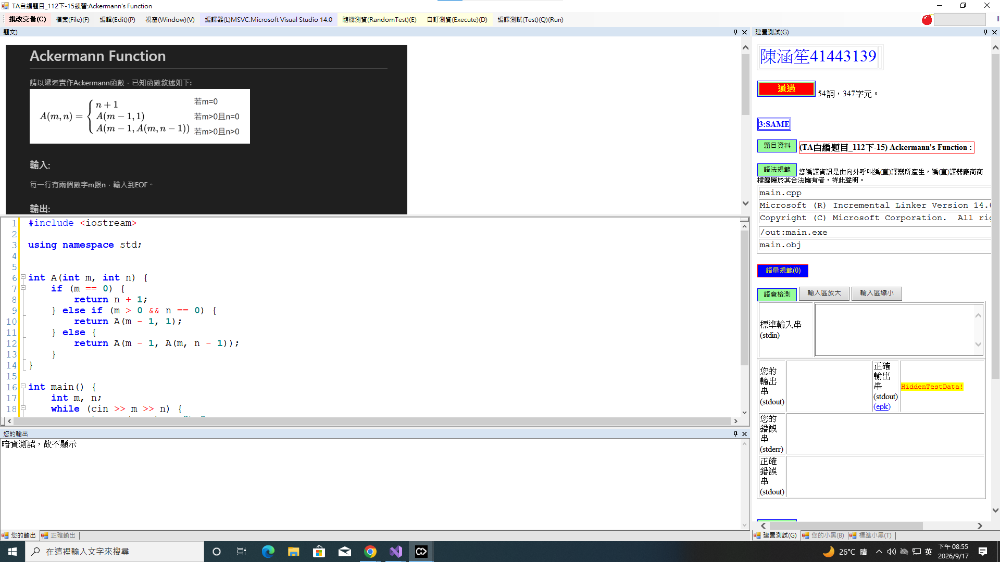 TA自編題目_112下-15練習:Ackermann's Function
批改交卷(C) 檔案(File)(F) 編輯(Edit)(P) 視窗(Window)(V) 編譯器(L)MSVC:Microsoft Visual Studio 14.0 隨機測資(RandomTest)(E) 自訂測資(Execute)(D) 編譯測試(Test)(Q)(Run)
題文)
Ackermann Function
請以遞迴實作Ackermann函數，已知函數敘述如下:
A(m, n) = { n + 1 若m=0
A(m − 1, 1) 若m>0且n=0
A(m − 1, A(m, n − 1)) 若m>0且n>0
輸入:
每一行有兩個數字m跟n，輸入到EOF。
輸出:
1 #include <iostream>
2
3 using namespace std;
4
5
6 int A(int m, int n) {
7 if (m == 0) {
8 return n + 1;
9 } else if (m > 0 && n == 0) {
10 return A(m - 1, 1);
11 } else {
12 return A(m - 1, A(m, n - 1));
13 }
14 }
15
16 int main() {
17 int m, n;
18 while (cin >> m >> n) {
您的輸出
暗資測試，故不顯示
您的輸出 正確輸出
建置測試(G)
陳涵笙41443139
通過 54詞，347字元。
3:SAME
題目資料 (TA自編題目_112下-15) Ackermann's Function :
語法規範 您編譯資訊是由向外呼叫編(直)譯器所產生，編(直)譯器廠商商
標歸屬於其合法擁有者，特此聲明。
main.cpp
Microsoft (R) Incremental Linker Version 14.0
Copyright (C) Microsoft Corporation. All rig
/out:main.exe
main.obj
語量規範(0)
語意檢測 輸入區放大 輸入區縮小
標準輸入串
(stdin)
您的
輸出
串
(stdout)
正確
輸出
串
(stdout)
(epk)
HiddenTestData!
您的
錯誤
串
(stderr)
正確
錯誤
串
(stdout)
建置測試(G) 您的小黑(B) 標準小黑(T)
在這裡輸入文字來搜尋
26°C 晴 英 下午 08:55
2026/9/17